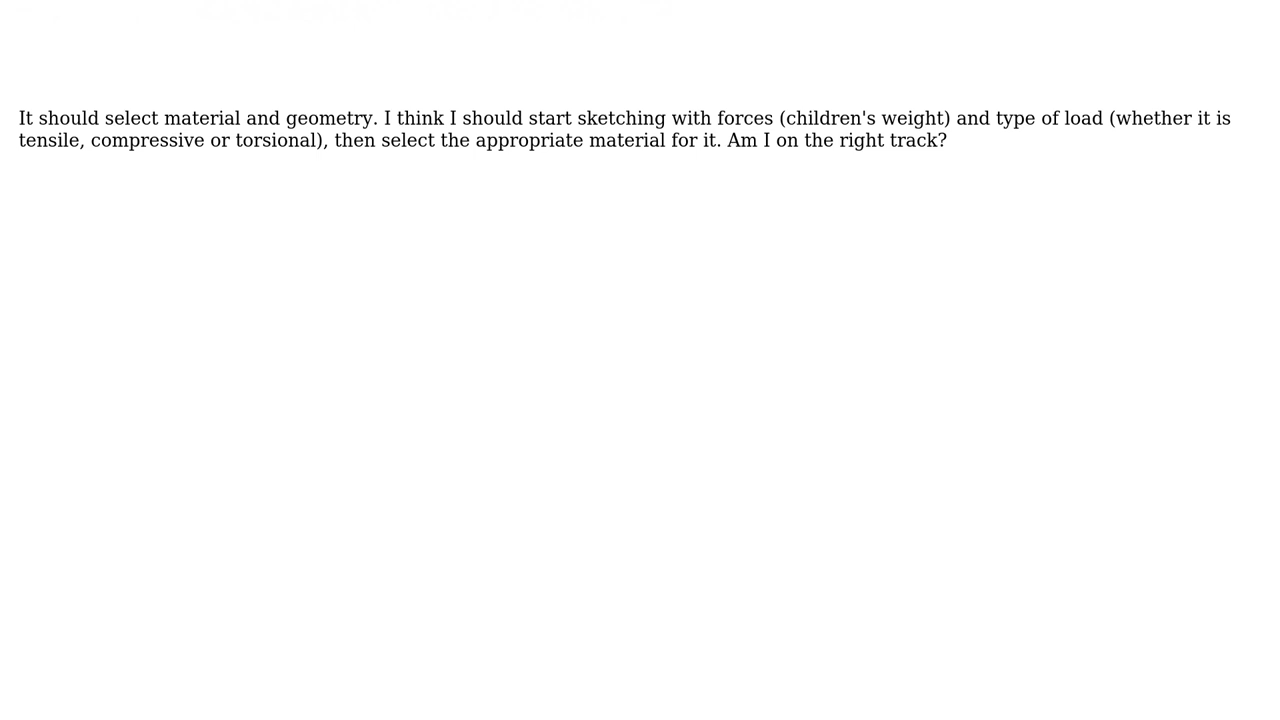 It should select material and geometry. I think I should start sketching with forces (children's weight) and type of load (whether it is
tensile, compressive or torsional), then select the appropriate material for it. Am I on the right track?